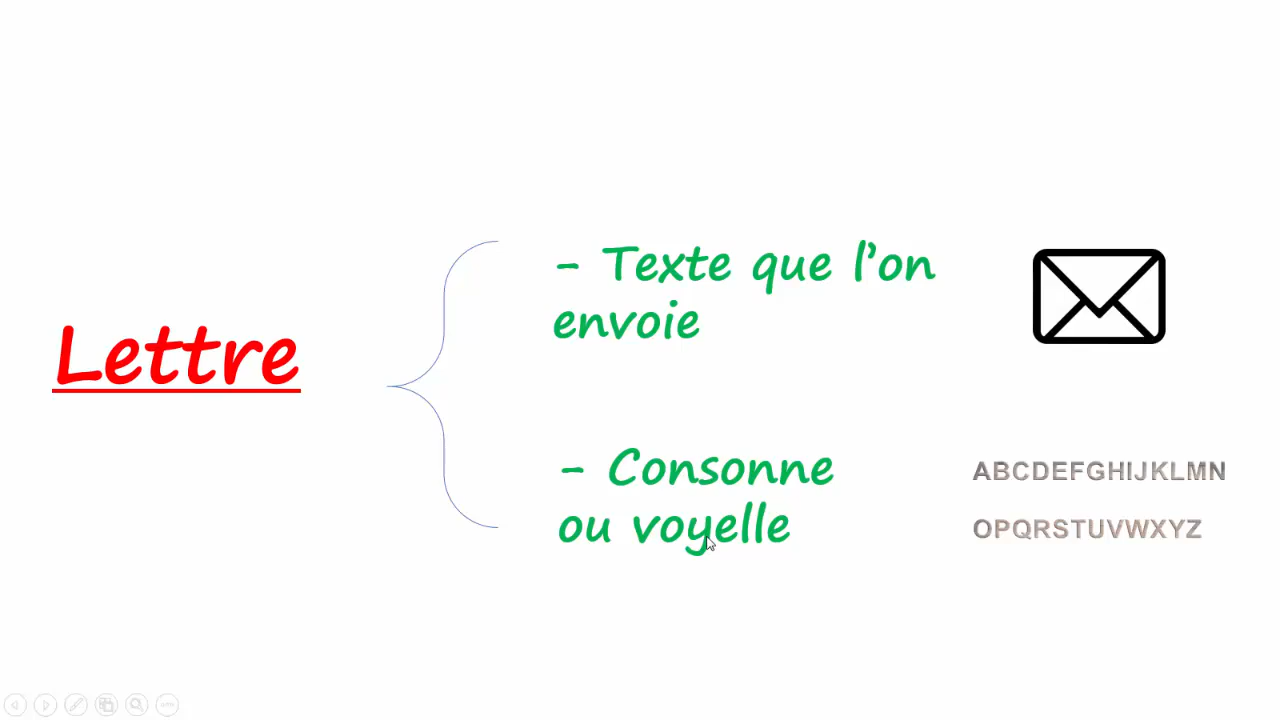 Lettre
- Texte que l'on
envoie
- Consonne
ou voyelle
ABCDEFGHIJKLMN
OPQRSTUVWXYZ